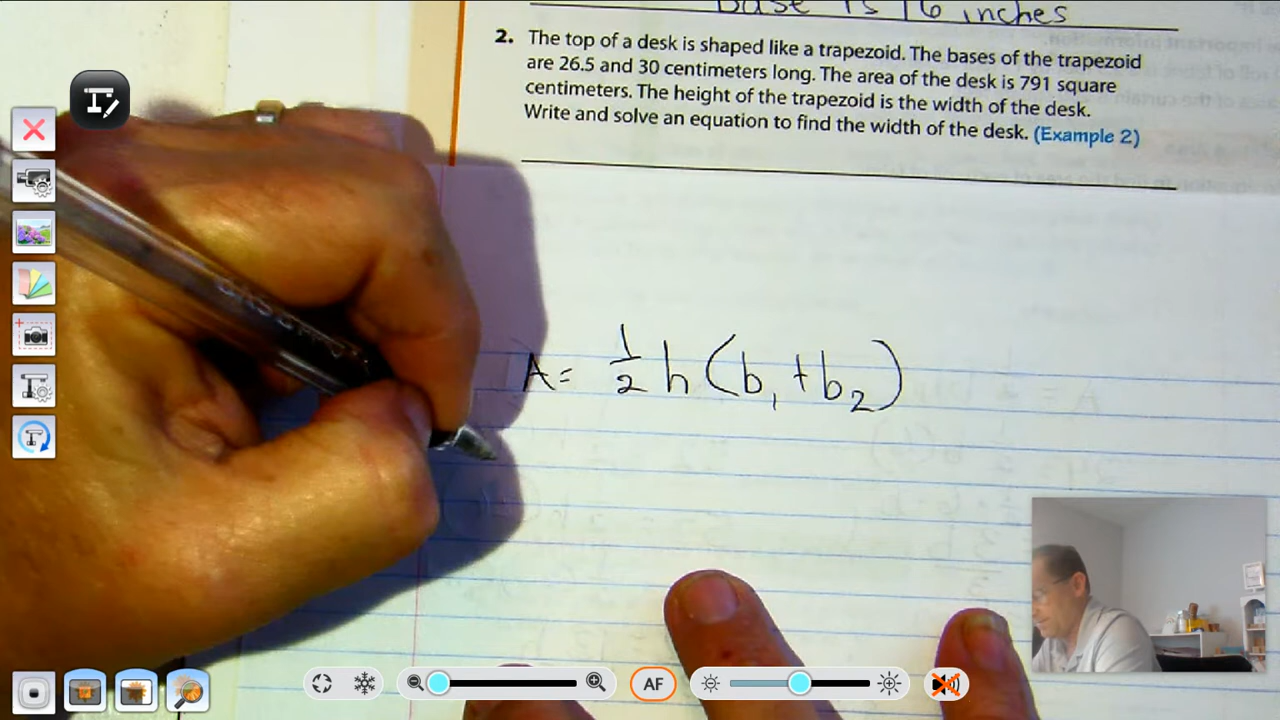 Base is 16 inches
2. The top of a desk is shaped like a trapezoid. The bases of the trapezoid
are 26.5 and 30 centimeters long. The area of the desk is 791 square
centimeters. The height of the trapezoid is the width of the desk.
Write and solve an equation to find the width of the desk. (Example 2)
A = 1/2 h (b₁ + b₂)
AF